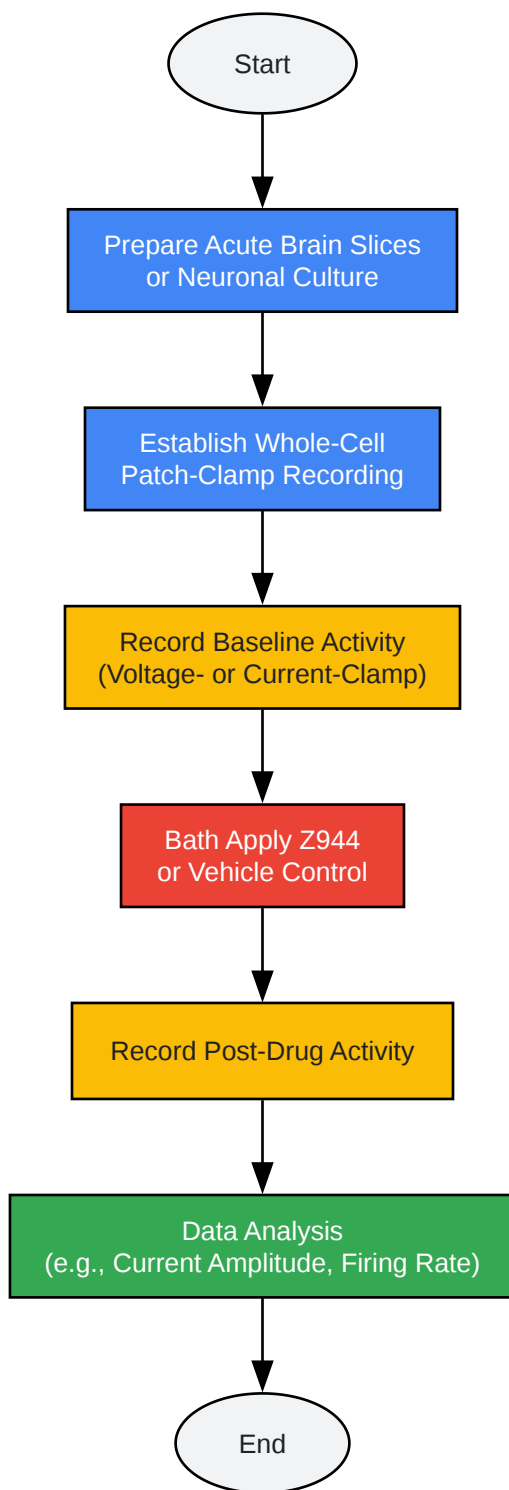 Start
Prepare Acute Brain Slices
or Neuronal Culture
Establish Whole-Cell
Patch-Clamp Recording
Record Baseline Activity
(Voltage- or Current-Clamp)
Bath Apply Z944
or Vehicle Control
Record Post-Drug Activity
Data Analysis
(e.g., Current Amplitude, Firing Rate)
End